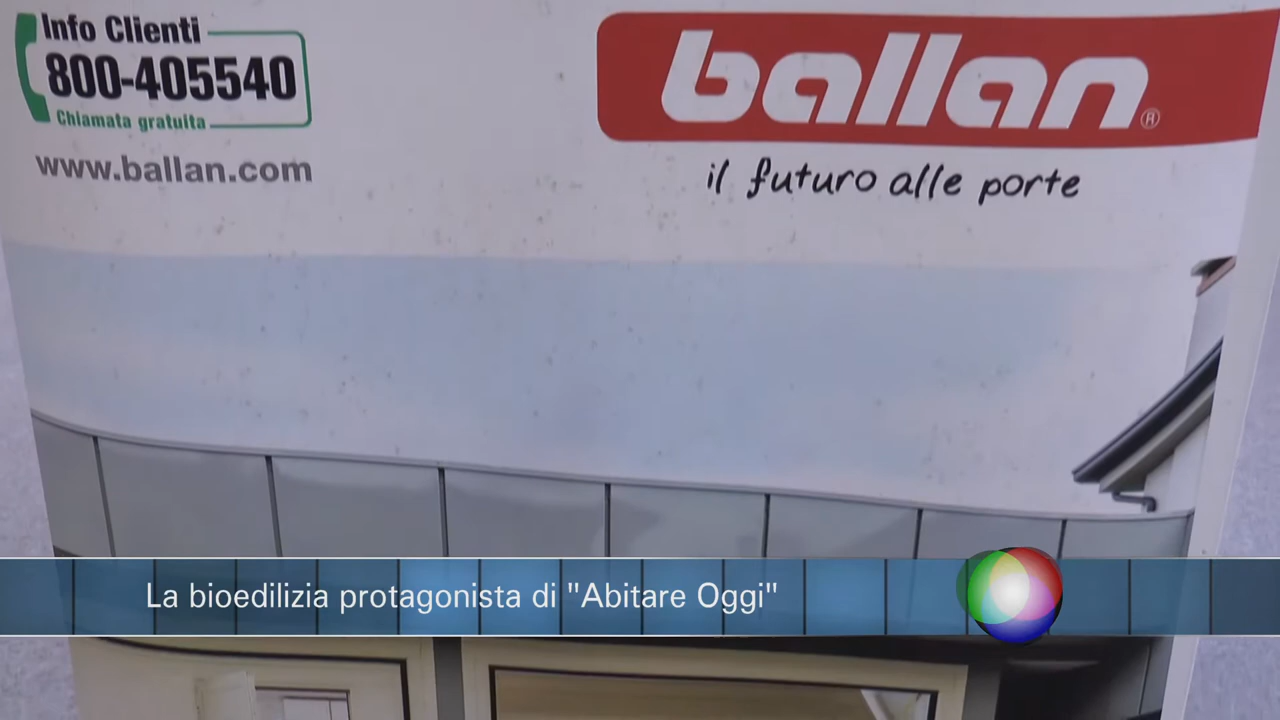 Info Clienti
800-405540
Chiamata gratuita
www.ballan.com
ballan®
il futuro alle porte
La bioedilizia protagonista di "Abitare Oggi"